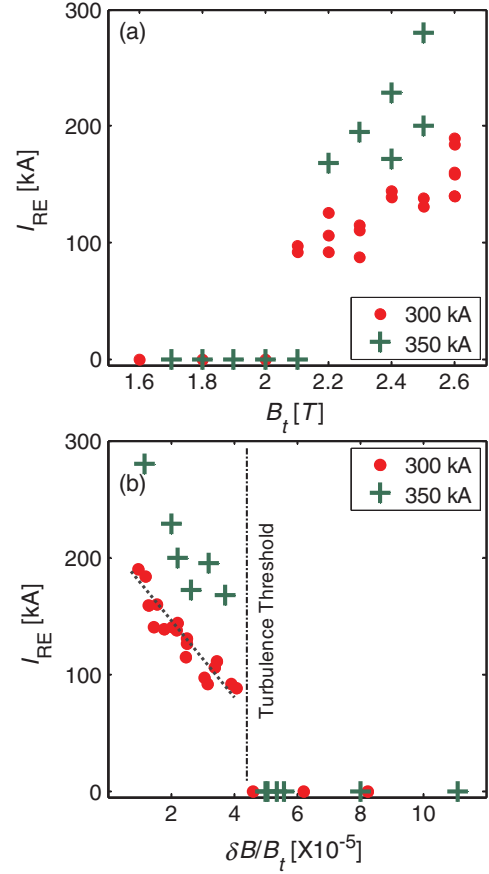 (a)
300
200
100
0
I_RE [kA]
300 kA
350 kA
1.6 1.8 2 2.2 2.4 2.6
B_t [T]
(b)
300
200
100
0
I_RE [kA]
300 kA
350 kA
Turbulence Threshold
2 4 6 8 10
δB/B_t [X10^-5]